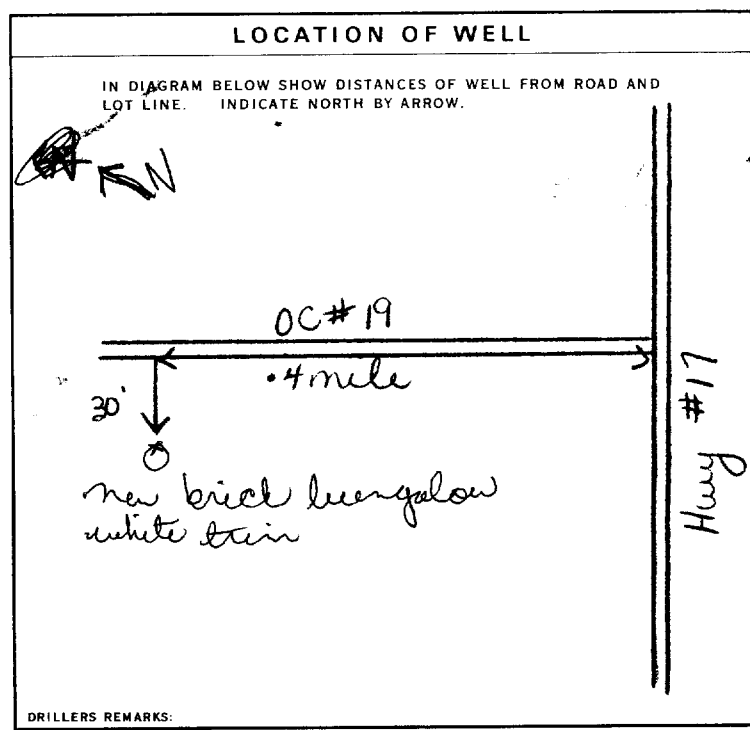 LOCATION OF WELL
IN DIAGRAM BELOW SHOW DISTANCES OF WELL FROM ROAD AND
LOT LINE. INDICATE NORTH BY ARROW.
N
OC# 19
.4 mile
30'
Hwy #17
new brick bungalow
white trim
DRILLERS REMARKS: